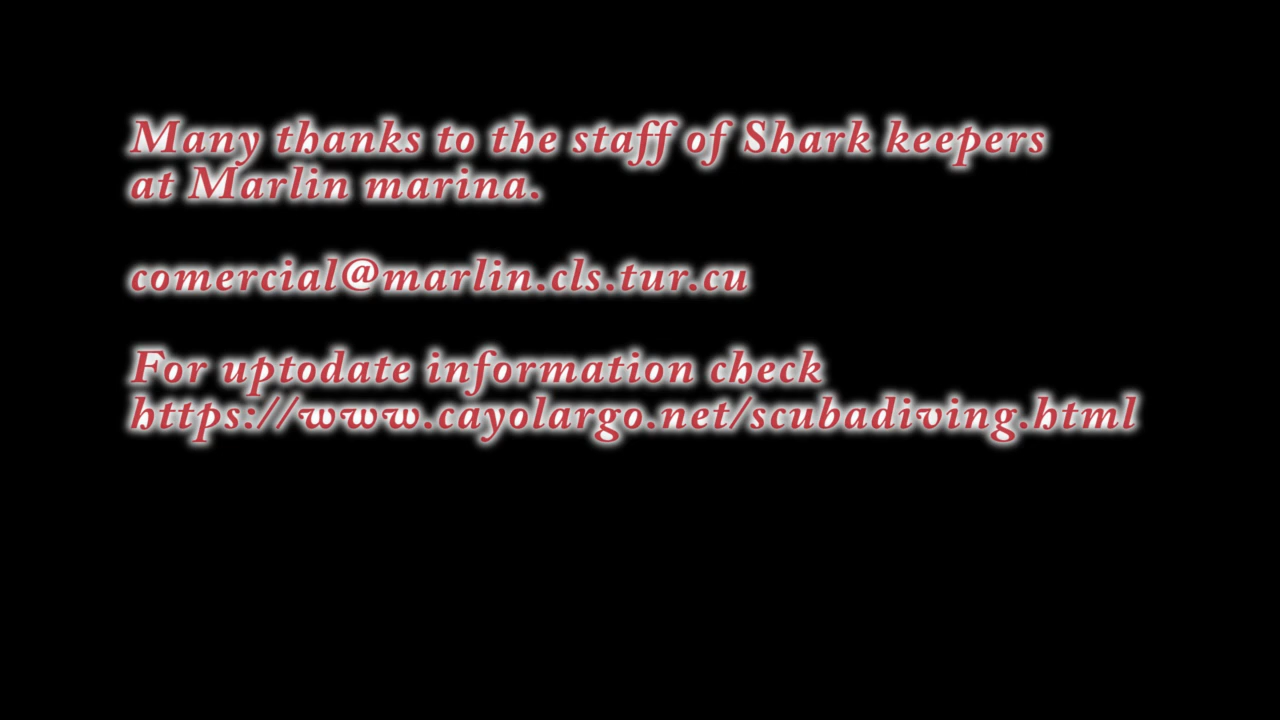 Many thanks to the staff of Shark keepers
at Marlin marina.
comercial@marlin.cls.tur.cu
For uptodate information check
https://www.cayolargo.net/scubadiving.html